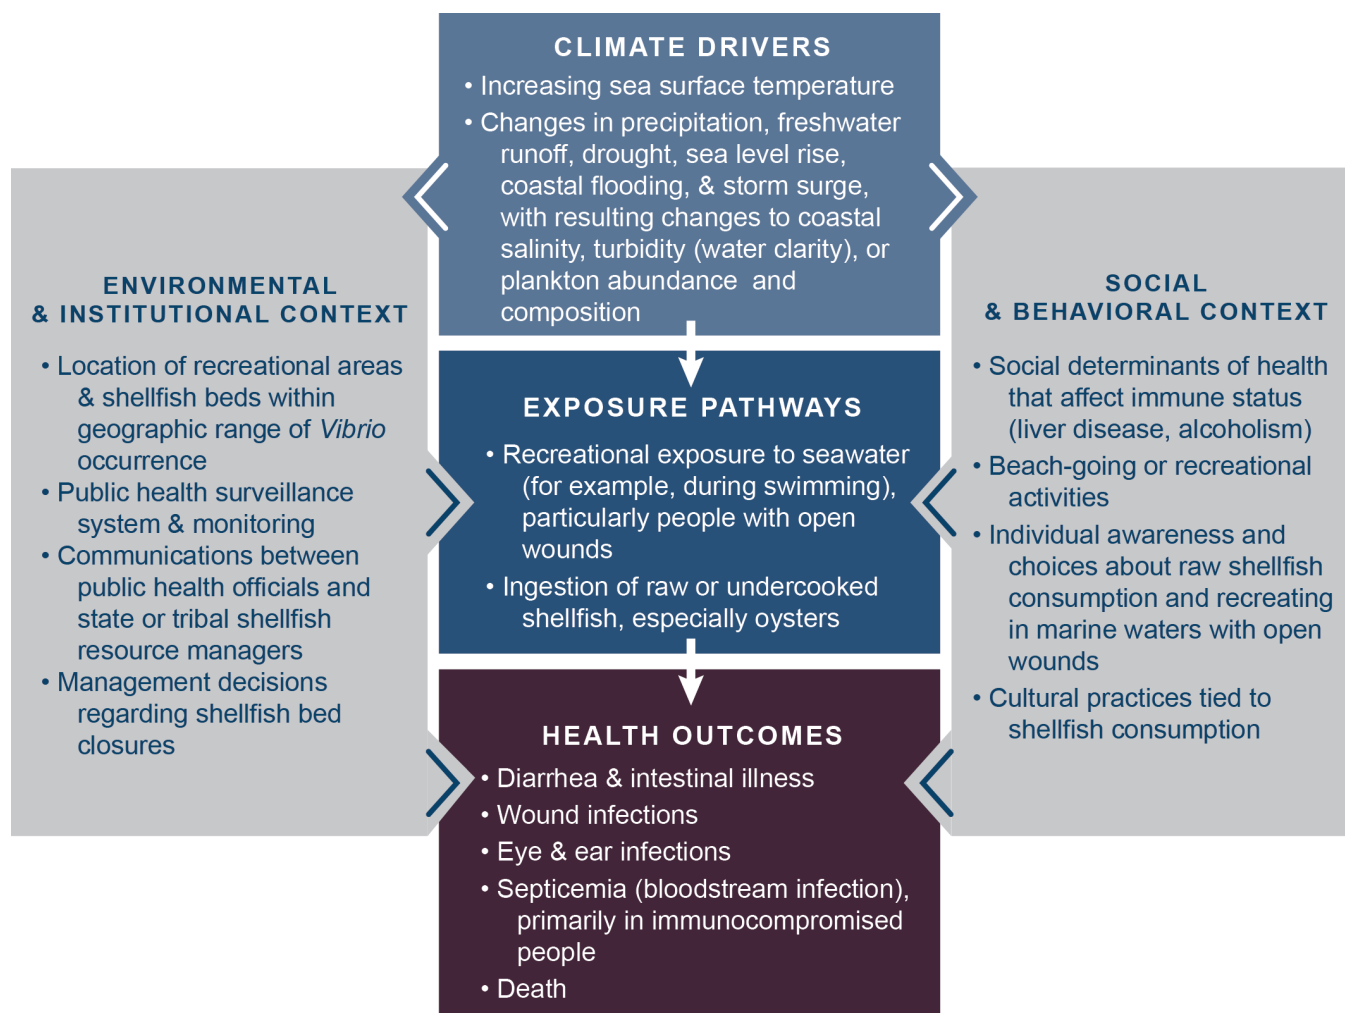 CLIMATE DRIVERS
• Increasing sea surface temperature
• Changes in precipitation, freshwater
runoff, drought, sea level rise,
coastal flooding, & storm surge,
with resulting changes to coastal
salinity, turbidity (water clarity), or
plankton abundance and
composition
ENVIRONMENTAL
& INSTITUTIONAL CONTEXT
• Location of recreational areas
& shellfish beds within
geographic range of Vibrio
occurrence
• Public health surveillance
system & monitoring
• Communications between
public health officials and
state or tribal shellfish
resource managers
• Management decisions
regarding shellfish bed
closures
EXPOSURE PATHWAYS
• Recreational exposure to seawater
(for example, during swimming),
particularly people with open
wounds
• Ingestion of raw or undercooked
shellfish, especially oysters
SOCIAL
& BEHAVIORAL CONTEXT
• Social determinants of health
that affect immune status
(liver disease, alcoholism)
• Beach-going or recreational
activities
• Individual awareness and
choices about raw shellfish
consumption and recreating
in marine waters with open
wounds
• Cultural practices tied to
shellfish consumption
HEALTH OUTCOMES
• Diarrhea & intestinal illness
• Wound infections
• Eye & ear infections
• Septicemia (bloodstream infection),
primarily in immunocompromised
people
• Death